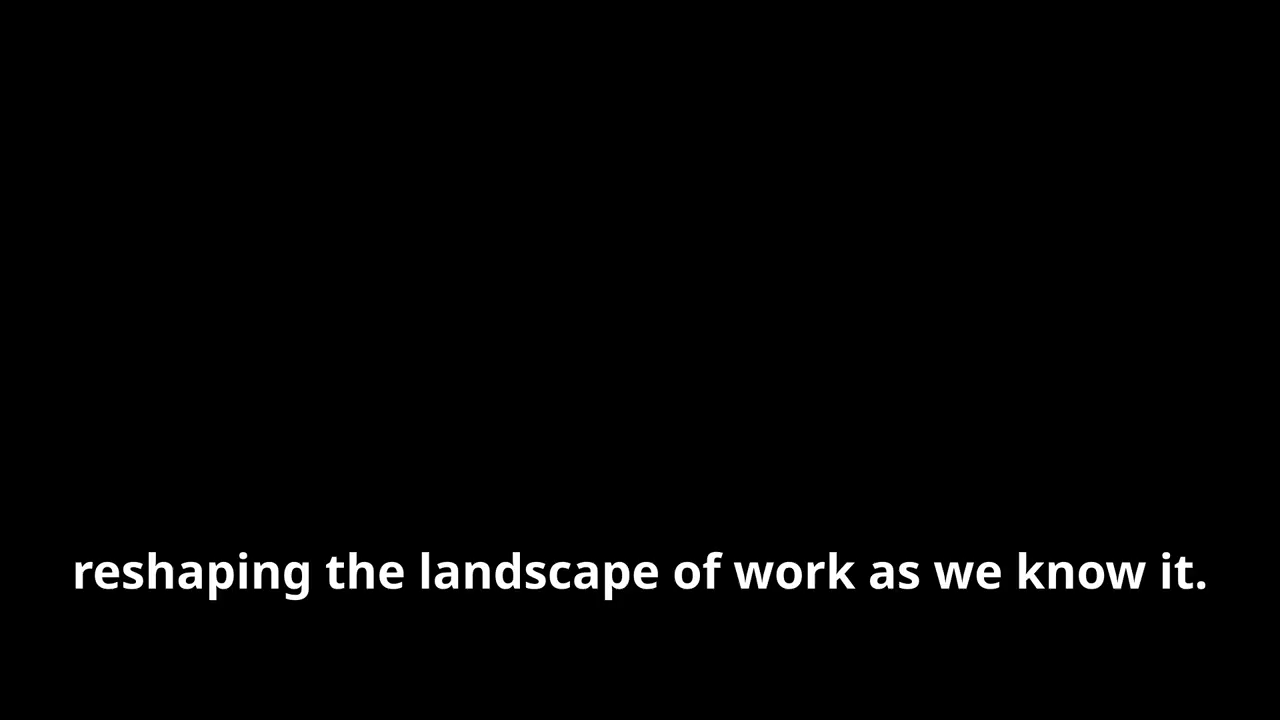 reshaping the landscape of work as we know it.